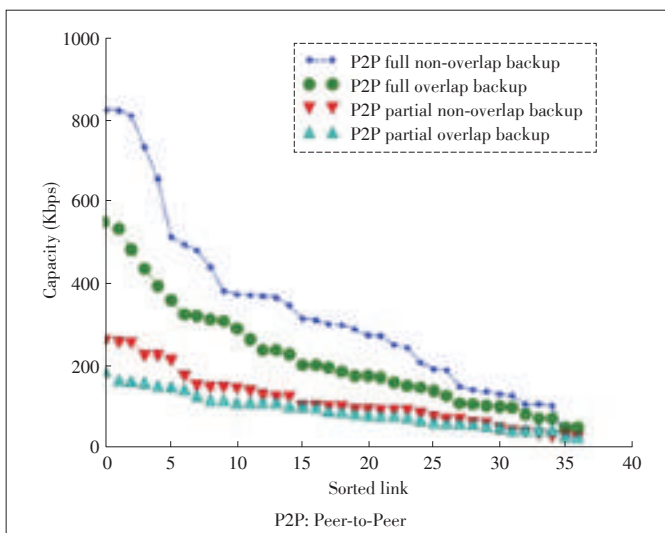 1000
800
600
400
200
0
Capacity (Kbps)
P2P full non-overlap backup
P2P full overlap backup
P2P partial non-overlap backup
P2P partial overlap backup
0 5 10 15 20 25 30 35 40
Sorted link
P2P: Peer-to-Peer